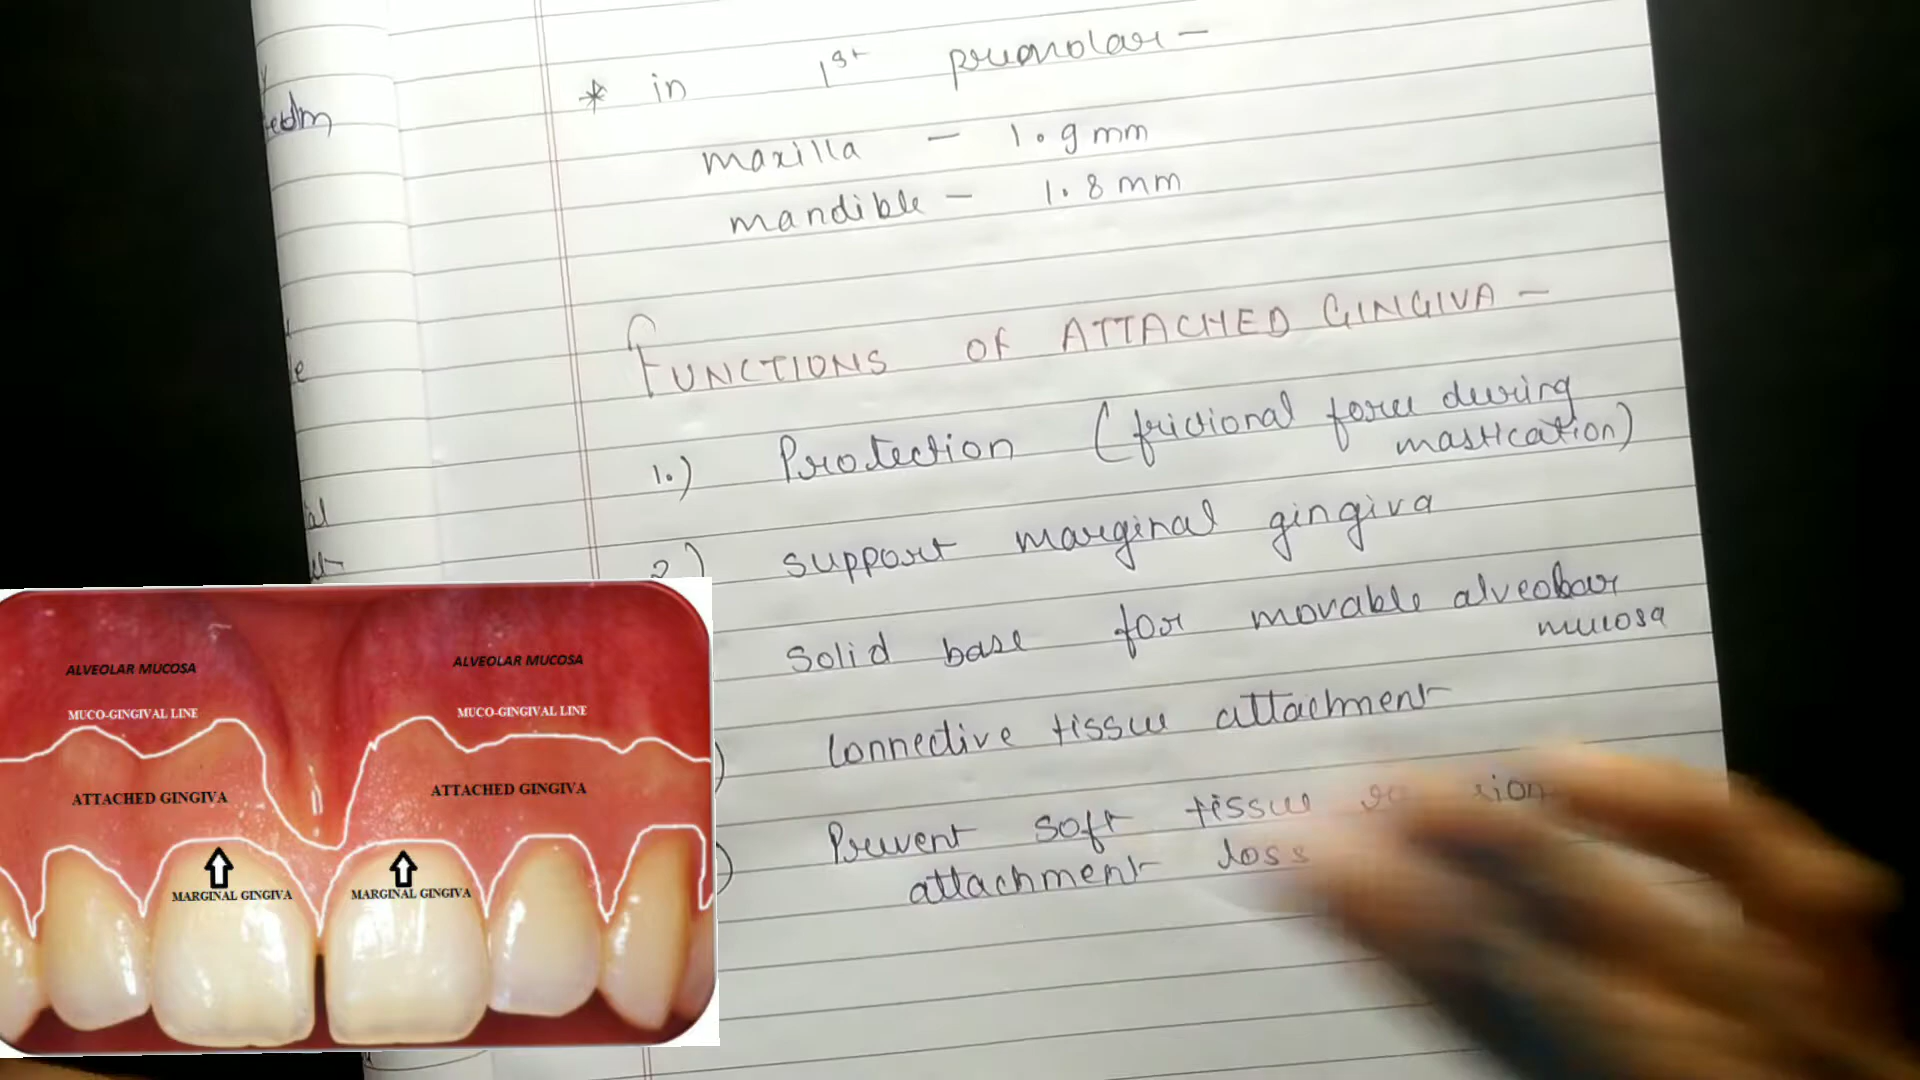 * in 1st premolar -
maxilla - 1.9 mm
mandible - 1.8 mm
FUNCTIONS OF ATTACHED GINGIVA -
1.) Protection (frictional force during
mastication)
2) support marginal gingiva
solid base for movable alveolar
mucosa
Connective tissue attachment
Prevent soft tissue
attachment loss
al
e
ALVEOLAR MUCOSA
ALVEOLAR MUCOSA
MUCO-GINGIVAL LINE
MUCO-GINGIVAL LINE
ATTACHED GINGIVA
ATTACHED GINGIVA
MARGINAL GINGIVA
MARGINAL GINGIVA